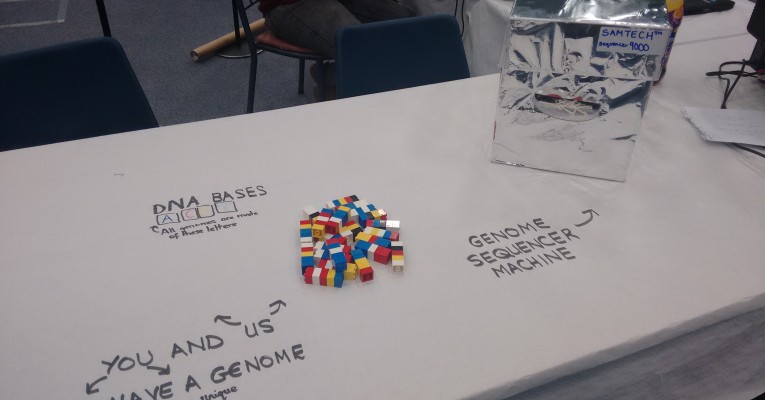 SAMTECH™
Sequencer 9000
DNA BASES
A C
All genomes are made
of these letters
GENOME
SEQUENCER
MACHINE
YOU AND US
HAVE A GENOME
Unique